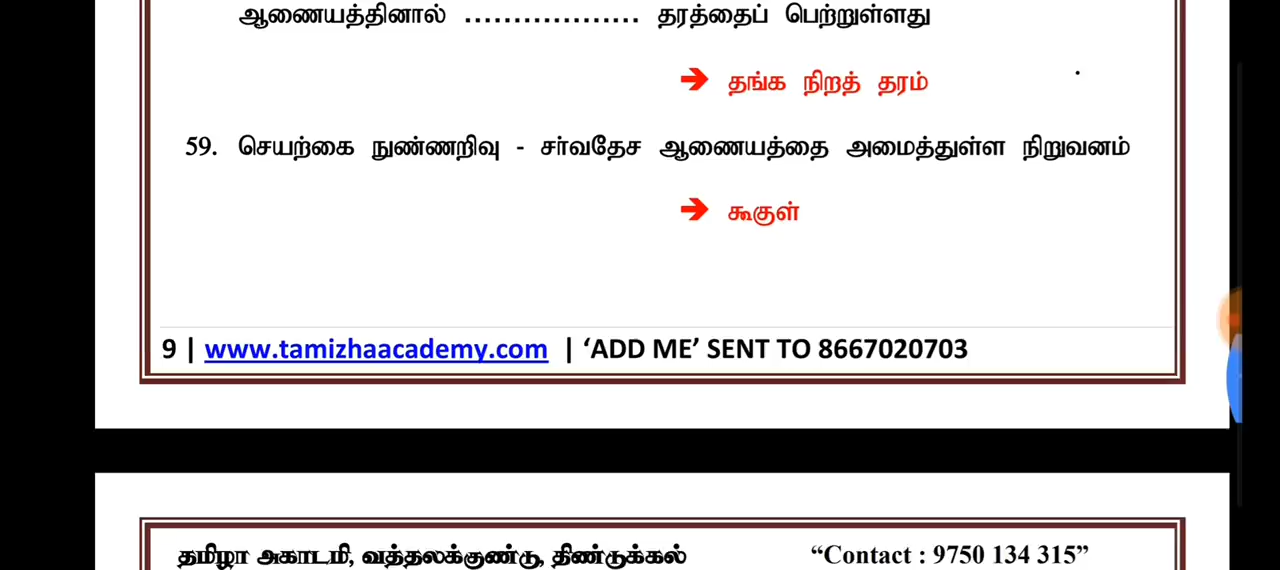 ஆணையத்தினால் .................. தரத்தைப் பெற்றுள்ளது
➔ தங்க நிறத் தரம்
59. செயற்கை நுண்ணறிவு - சர்வதேச ஆணையத்தை அமைத்துள்ள நிறுவனம்
➔ கூகுள்
9 | www.tamizhaacademy.com | ‘ADD ME’ SENT TO 8667020703
தமிழா அகாடமி, வத்தலக்குண்டு, திண்டுக்கல் “Contact : 9750 134 315”